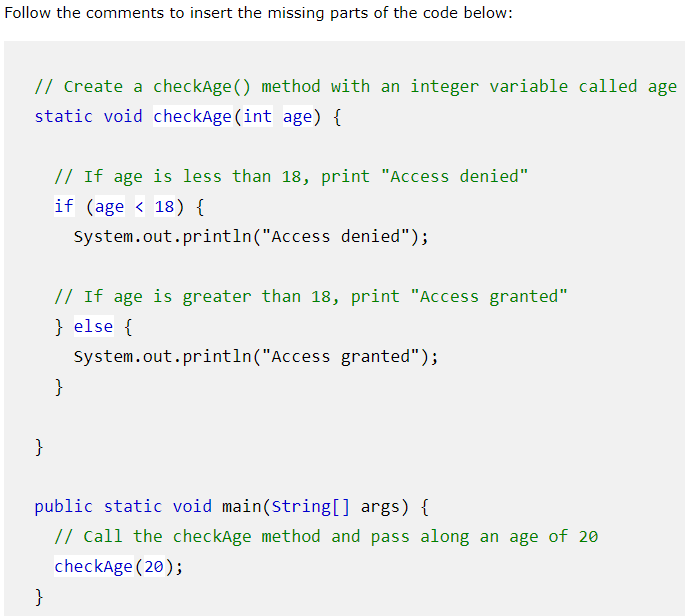 Follow the comments to insert the missing parts of the code below:
// Create a checkAge() method with an integer variable called age
static void checkAge(int age) {
// If age is less than 18, print "Access denied"
if (age < 18) {
System.out.println("Access denied");
// If age is greater than 18, print "Access granted"
} else {
System.out.println("Access granted");
}
}
public static void main(String[] args) {
// Call the checkAge method and pass along an age of 20
checkAge(20);
}